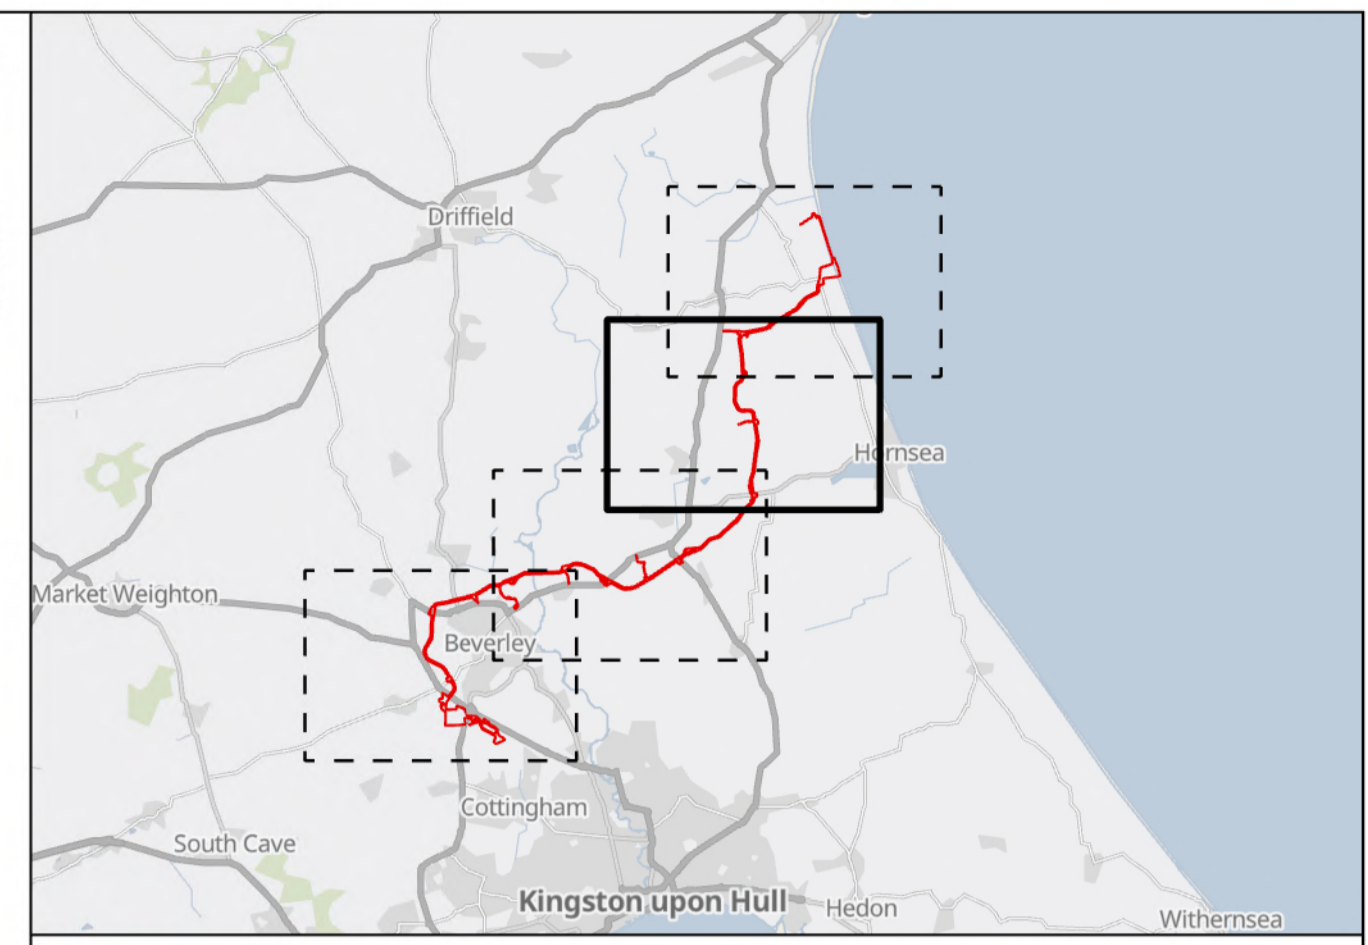 Driffield
Hornsea
Market Weighton
Beverley
Cottingham
South Cave
Kingston upon Hull
Hedon
Withernsea